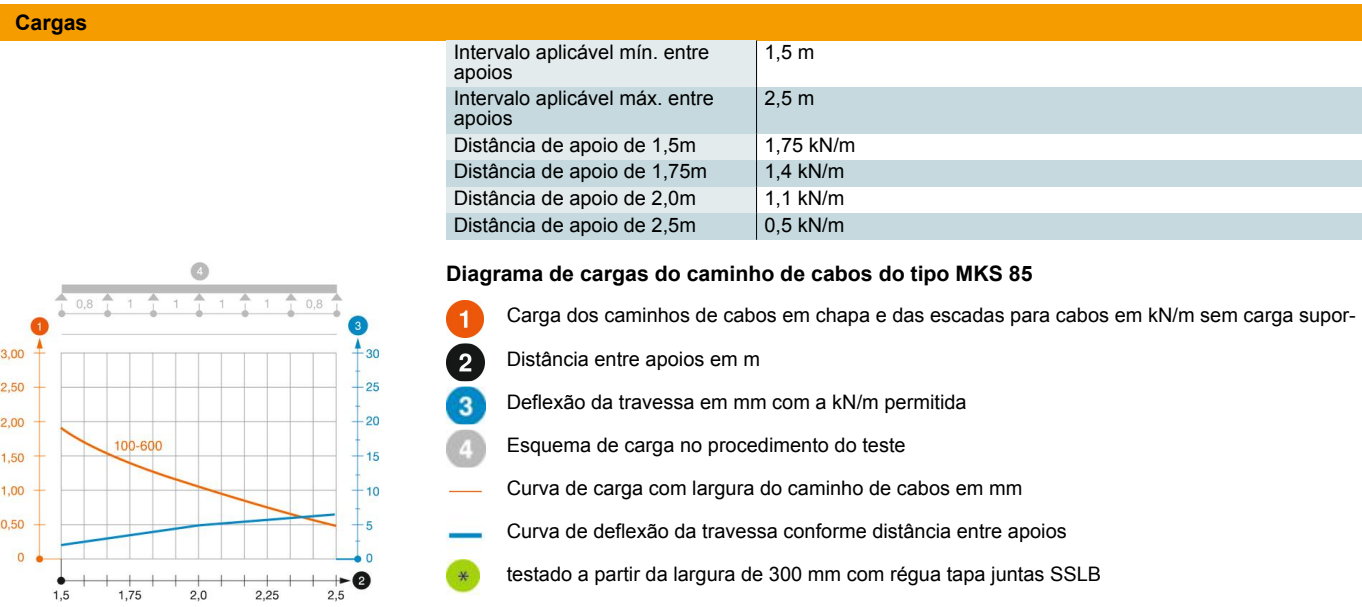 Cargas
Intervalo aplicável mín. entre
apoios
1,5 m
Intervalo aplicável máx. entre
apoios
2,5 m
Distância de apoio de 1,5m
1,75 kN/m
Distância de apoio de 1,75m
1,4 kN/m
Distância de apoio de 2,0m
1,1 kN/m
Distância de apoio de 2,5m
0,5 kN/m
4
0,8 1 1 1 1 0,8
1
3
3,00
2,50
2,00
1,50
1,00
0,50
0
100-600
30
25
20
15
10
5
0
2
1,5 1,75 2,0 2,25 2,5
Diagrama de cargas do caminho de cabos do tipo MKS 85
1 Carga dos caminhos de cabos em chapa e das escadas para cabos em kN/m sem carga supor-
2 Distância entre apoios em m
3 Deflexão da travessa em mm com a kN/m permitida
4 Esquema de carga no procedimento do teste
Curva de carga com largura do caminho de cabos em mm
Curva de deflexão da travessa conforme distância entre apoios
* testado a partir da largura de 300 mm com régua tapa juntas SSLB